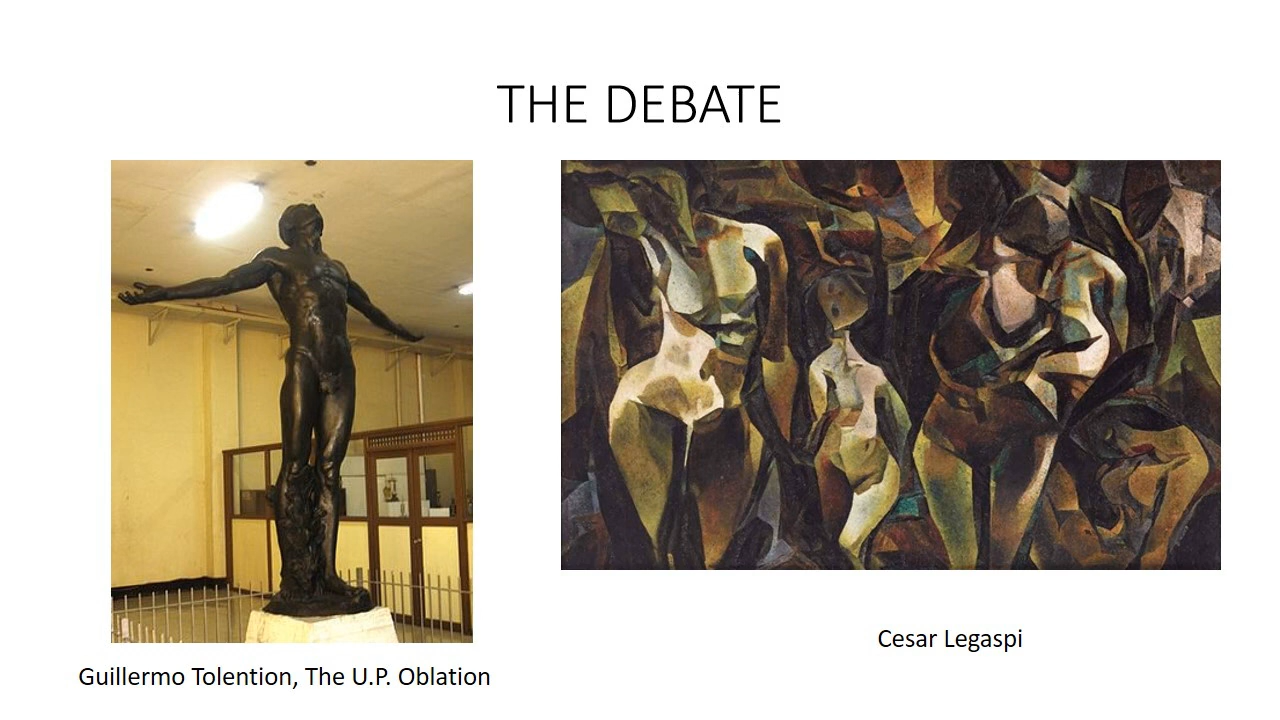 THE DEBATE
Cesar Legaspi
Guillermo Tolention, The U.P. Oblation